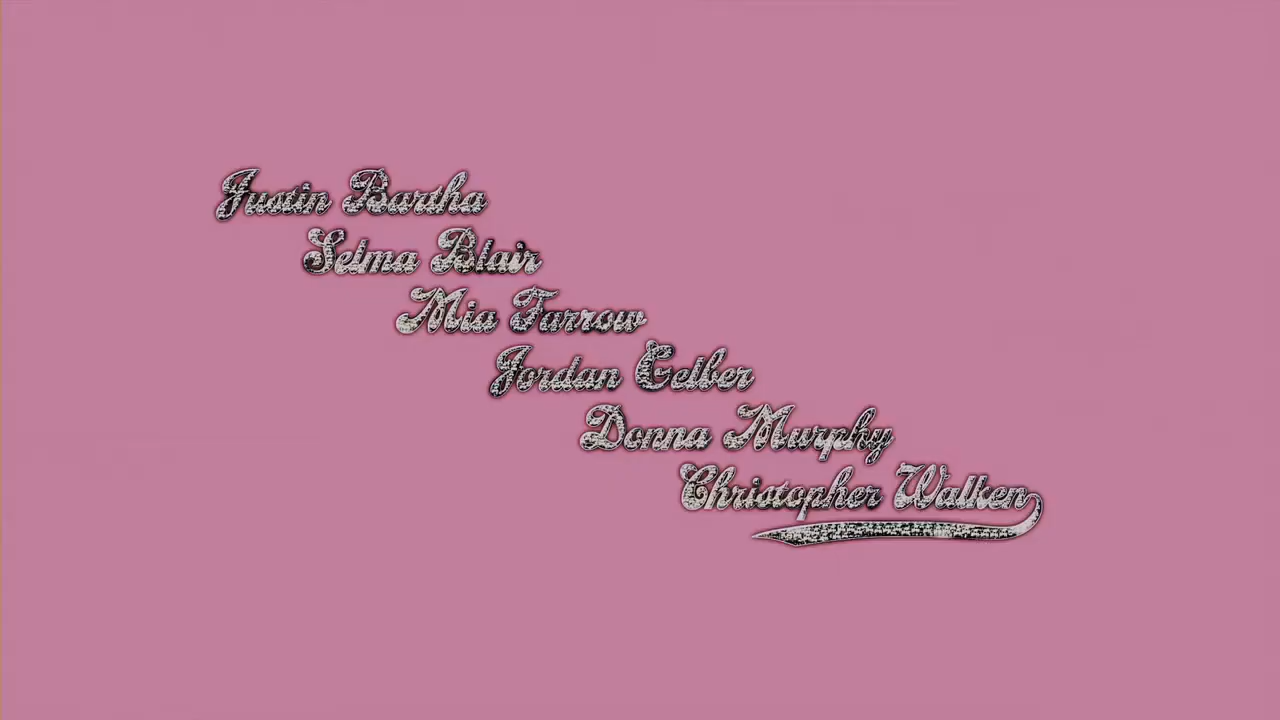 Justin Bartha
Selma Blair
Mia Farrow
Jordan Gelber
Donna Murphy
Christopher Walken